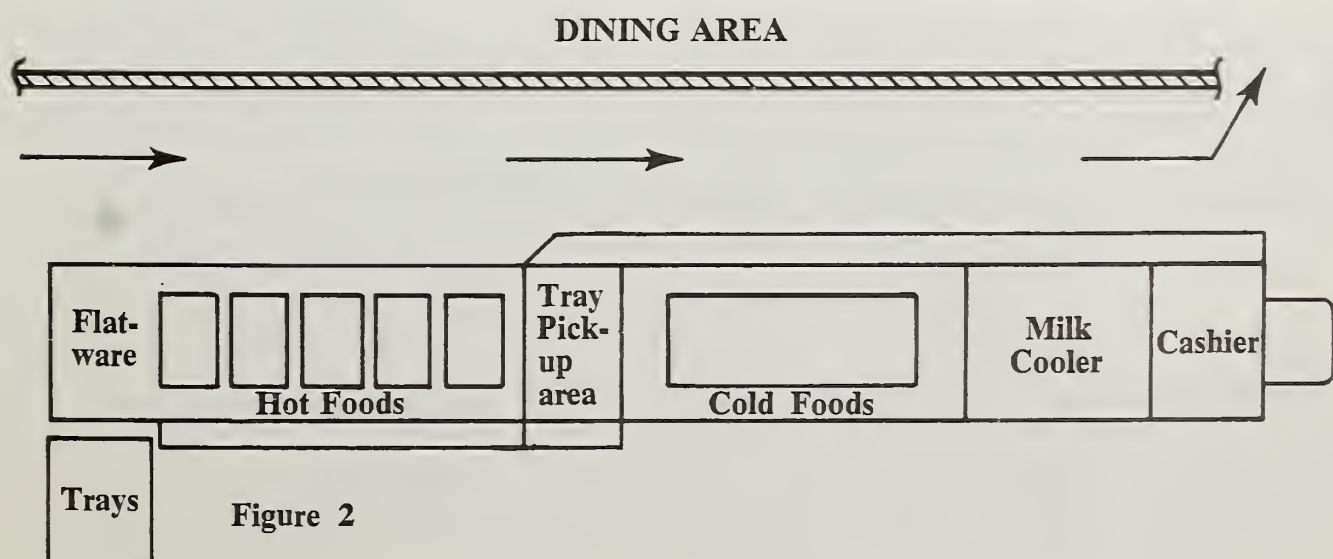 DINING AREA
Flat-
ware
Hot Foods
Tray
Pick-
up
area
Cold Foods
Milk
Cooler
Cashier
Trays
Figure 2